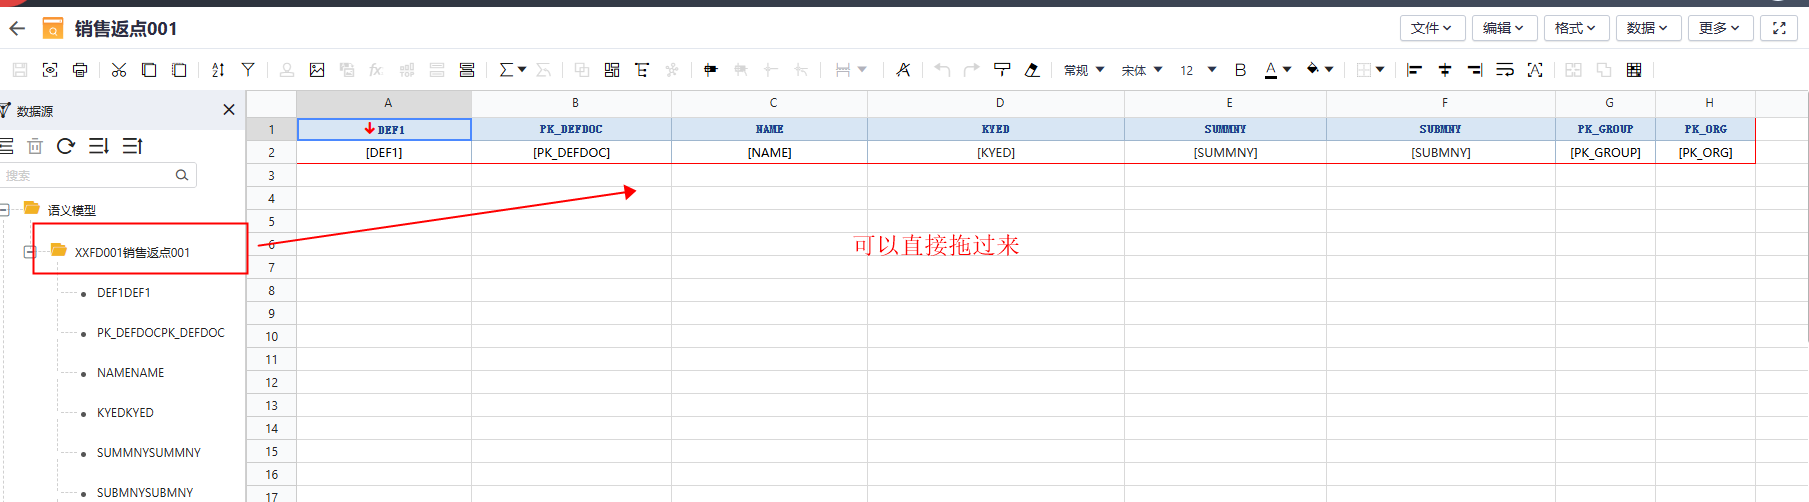 销售返点001
文件 编辑 格式 数据 更多
常规 宋体 12 B A
数据源
搜索
语义模型
XXFD001销售返点001
DEF1DEF1
PK_DEFDOCPK_DEFDOC
NAMENAME
KYEDKYED
SUMMNYSUMMNY
SUBMNYSUBMNY
A B C D E F G H
1 DEF1 PK_DEFDOC NAME KYED SUMMNY SUBMNY PK_GROUP PK_ORG
2 [DEF1] [PK_DEFDOC] [NAME] [KYED] [SUMMNY] [SUBMNY] [PK_GROUP] [PK_ORG]
3
4
5
6
可以直接拖过来
7
8
9
10
11
12
13
14
15
16
17